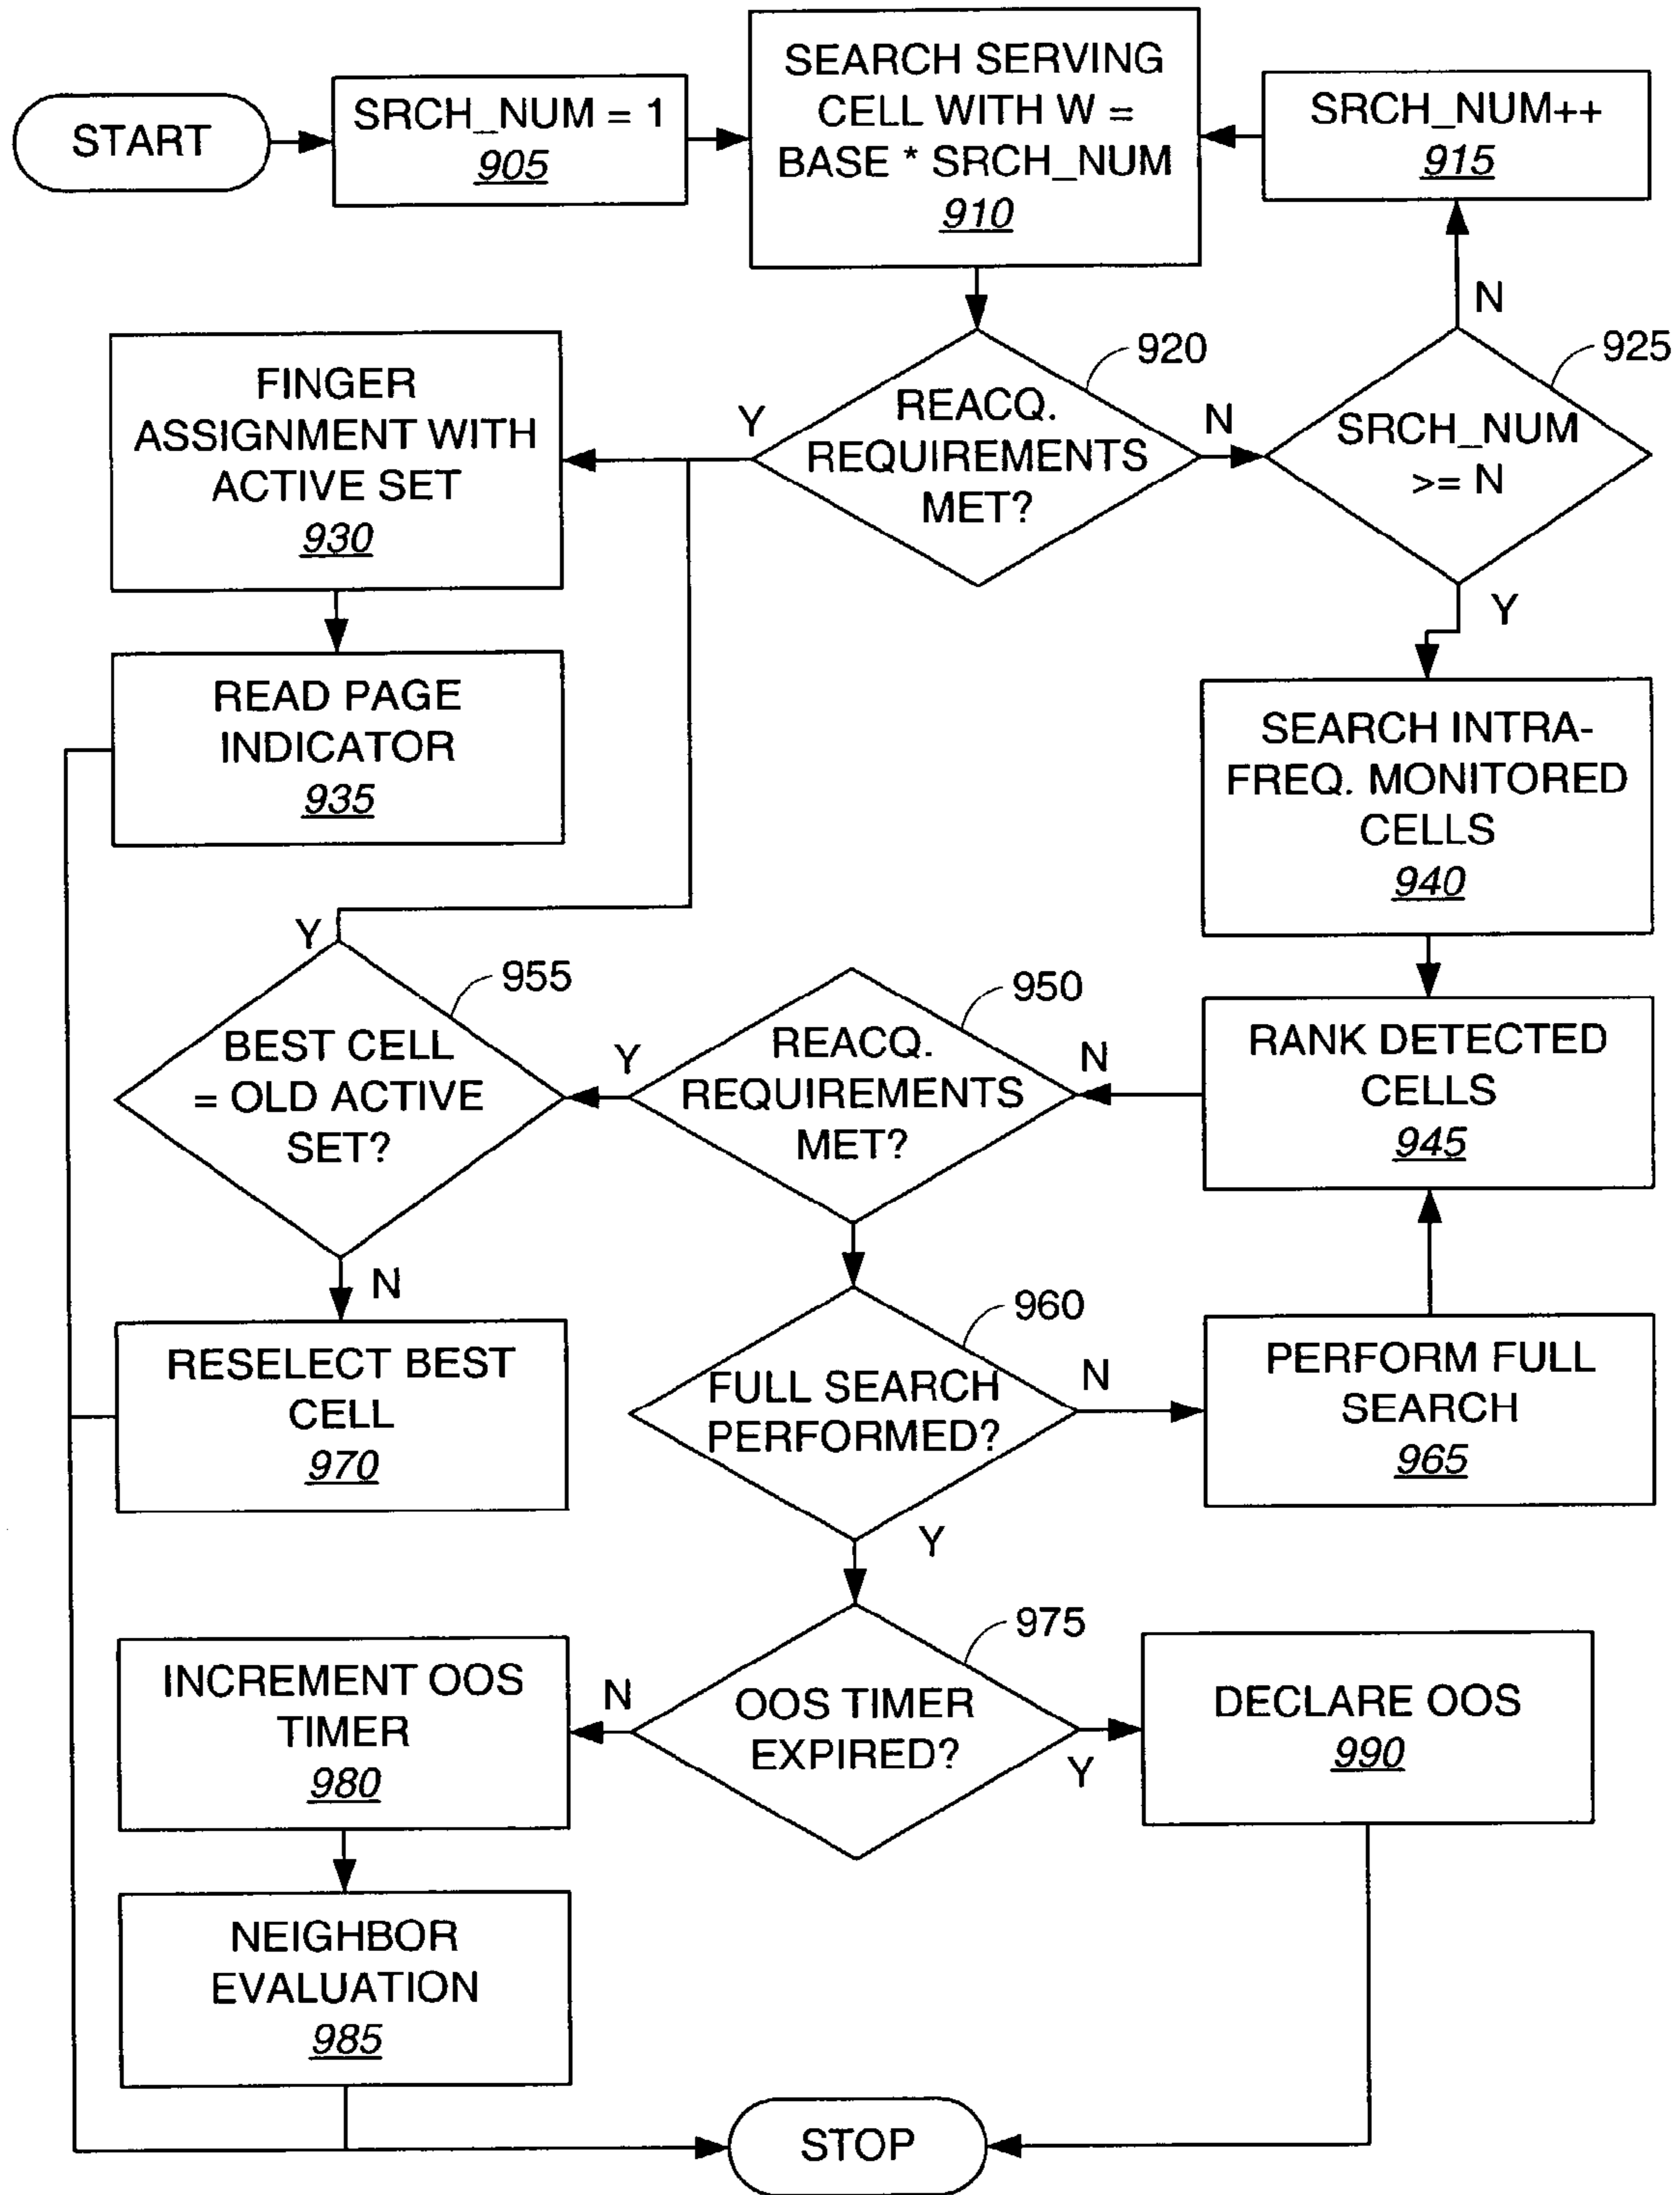 START
SRCH_NUM = 1
905
SEARCH SERVING
CELL WITH W =
BASE * SRCH_NUM
910
SRCH_NUM++
915
N
920
REACQ.
REQUIREMENTS
MET?
Y
N
925
SRCH_NUM
>= N
Y
FINGER
ASSIGNMENT WITH
ACTIVE SET
930
READ PAGE
INDICATOR
935
SEARCH INTRA-
FREQ. MONITORED
CELLS
940
RANK DETECTED
CELLS
945
N
950
REACQ.
REQUIREMENTS
MET?
Y
Y
955
BEST CELL
= OLD ACTIVE
SET?
N
RESELECT BEST
CELL
970
960
FULL SEARCH
PERFORMED?
N
Y
PERFORM FULL
SEARCH
965
975
OOS TIMER
EXPIRED?
N
Y
INCREMENT OOS
TIMER
980
DECLARE OOS
990
NEIGHBOR
EVALUATION
985
STOP